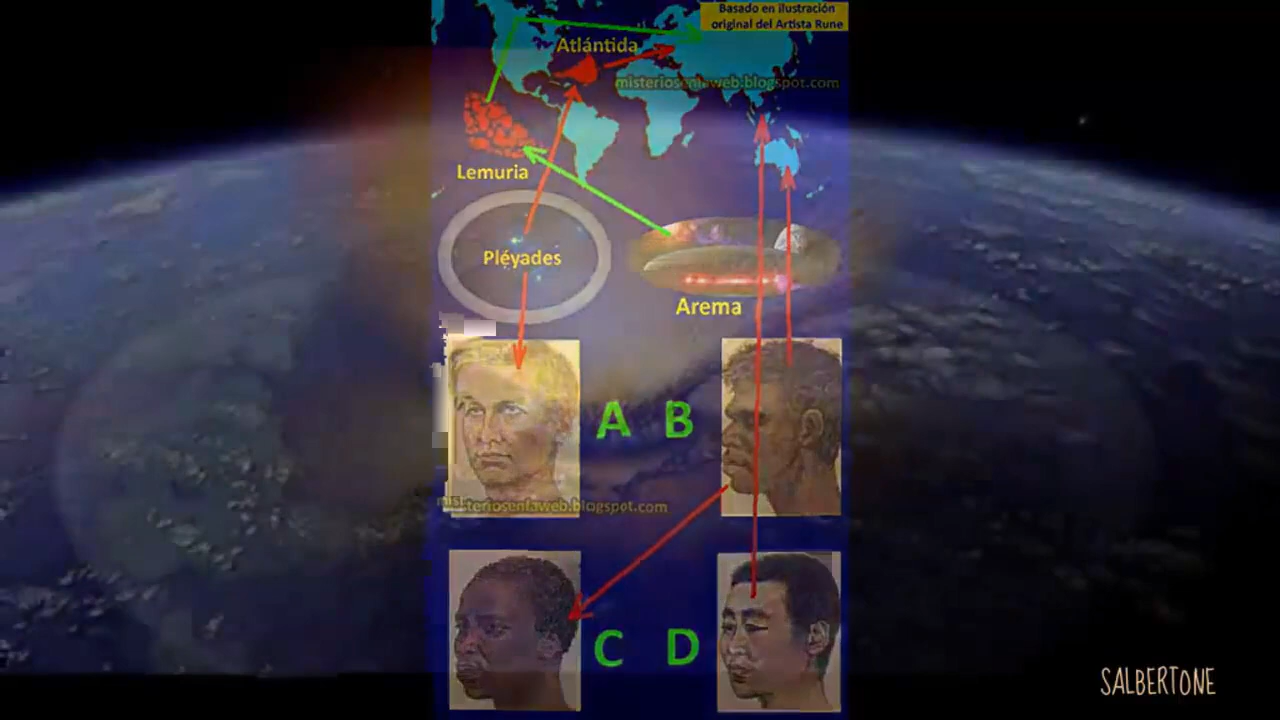 Basado en ilustración
original del Artista Rune
Atlántida
misteriosenlaweb.blogspot.com
Lemuria
Pléyades
Arema
A B
misteriosenlaweb.blogspot.com
C D
SALBERTONE